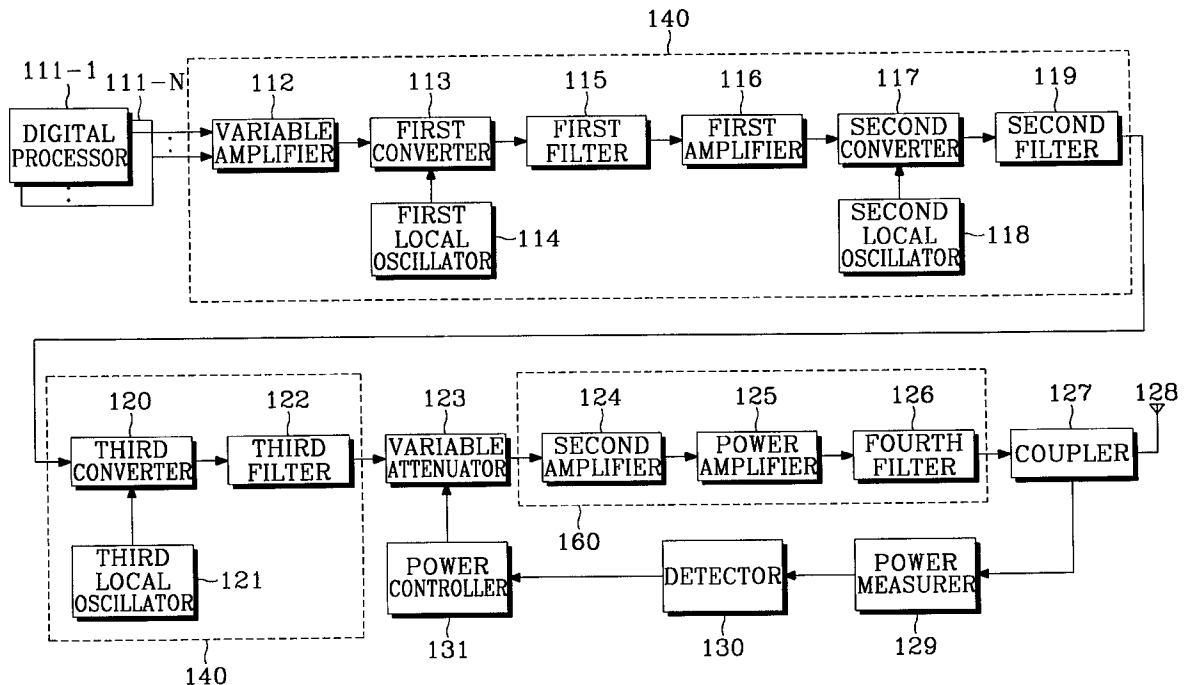 140
111-1
111-N
112
113
115
116
117
119
DIGITAL
PROCESSOR
VARIABLE
AMPLIFIER
FIRST
CONVERTER
FIRST
FILTER
FIRST
AMPLIFIER
SECOND
CONVERTER
SECOND
FILTER
FIRST
LOCAL
OSCILLATOR
114
SECOND
LOCAL
OSCILLATOR
118
120
122
123
124
125
126
127
128
THIRD
CONVERTER
THIRD
FILTER
VARIABLE
ATTENUATOR
SECOND
AMPLIFIER
POWER
AMPLIFIER
FOURTH
FILTER
COUPLER
160
THIRD
LOCAL
OSCILLATOR
121
POWER
CONTROLLER
DETECTOR
POWER
MEASURER
131
130
129
140